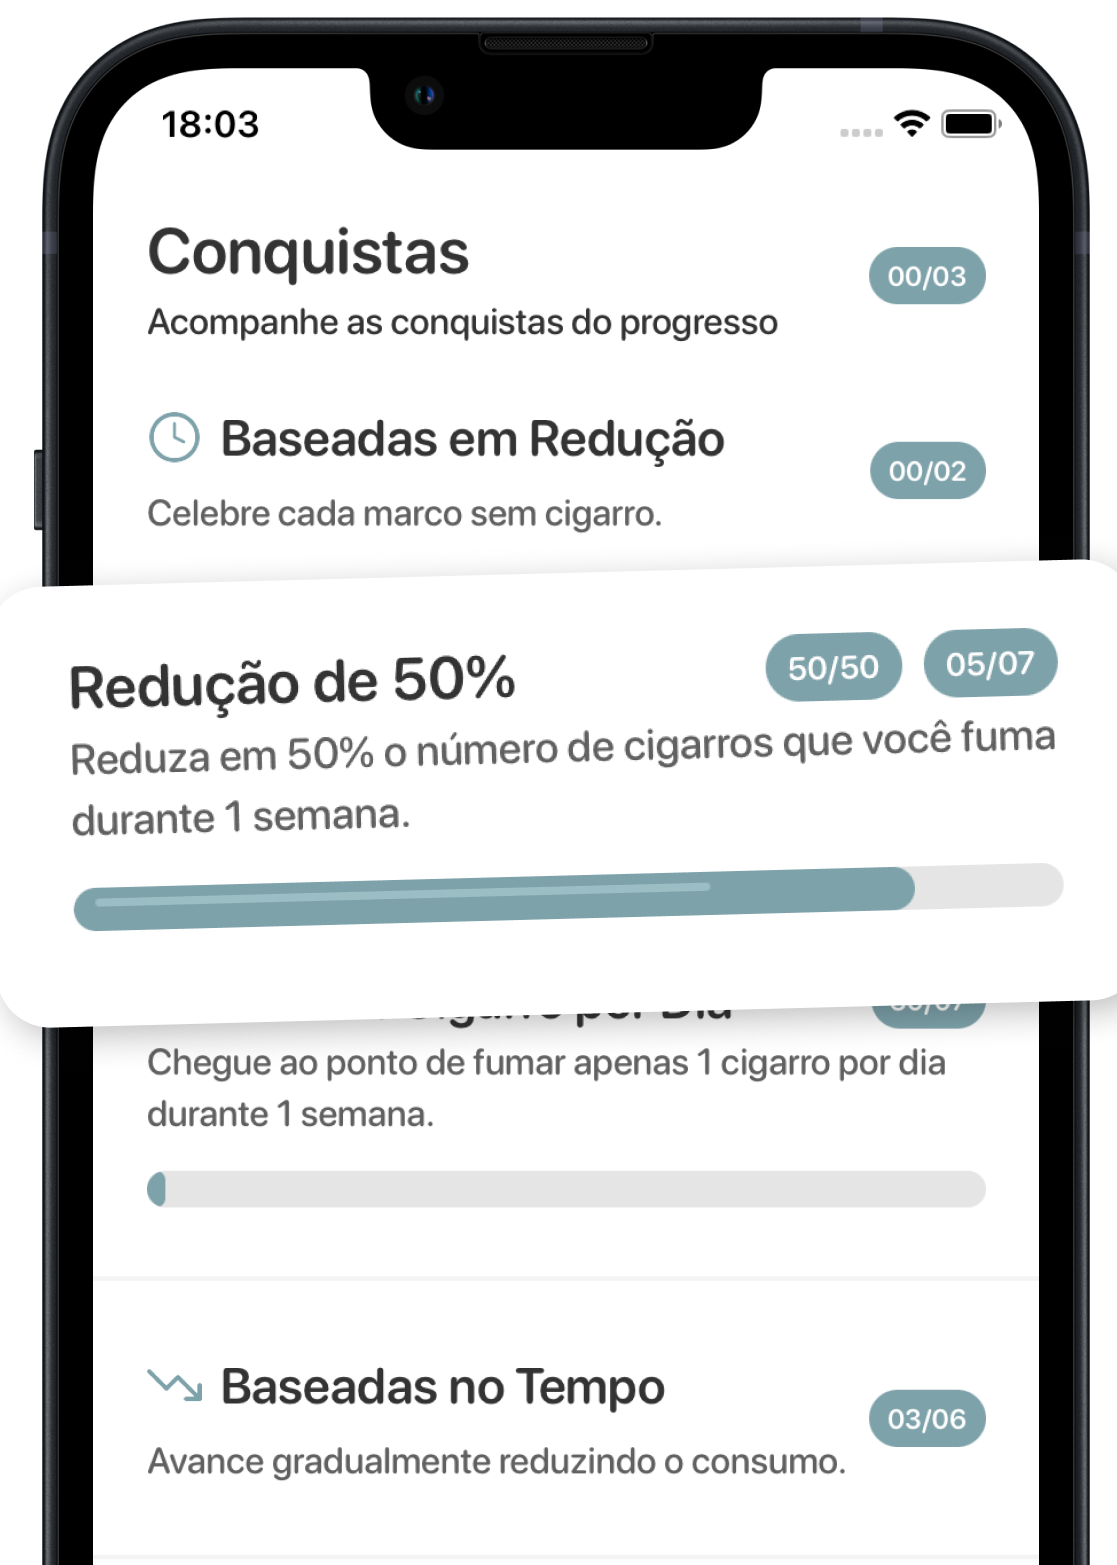 18:03
Conquistas
00/03
Acompanhe as conquistas do progresso
Baseadas em Redução
00/02
Celebre cada marco sem cigarro.
Redução de 50%
50/50
05/07
Reduza em 50% o número de cigarros que você fuma
durante 1 semana.
por Dia
Chegue ao ponto de fumar apenas 1 cigarro por dia
durante 1 semana.
Baseadas no Tempo
03/06
Avance gradualmente reduzindo o consumo.